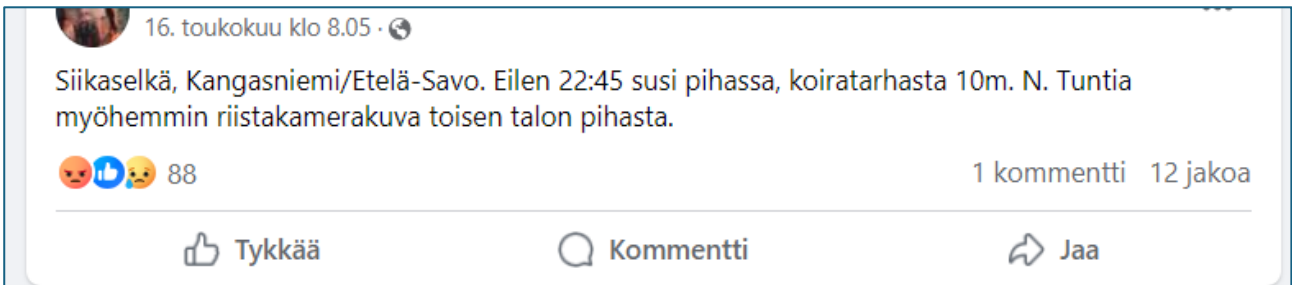 16. toukokuu klo 8.05 ·
Siikaselkä, Kangasniemi/Etelä-Savo. Eilen 22:45 susi pihassa, koiratarhasta 10m. N. Tuntia
myöhemmin riistakamerakuva toisen talon pihasta.
88 1 kommentti 12 jakoa
Tykkää Kommentti Jaa